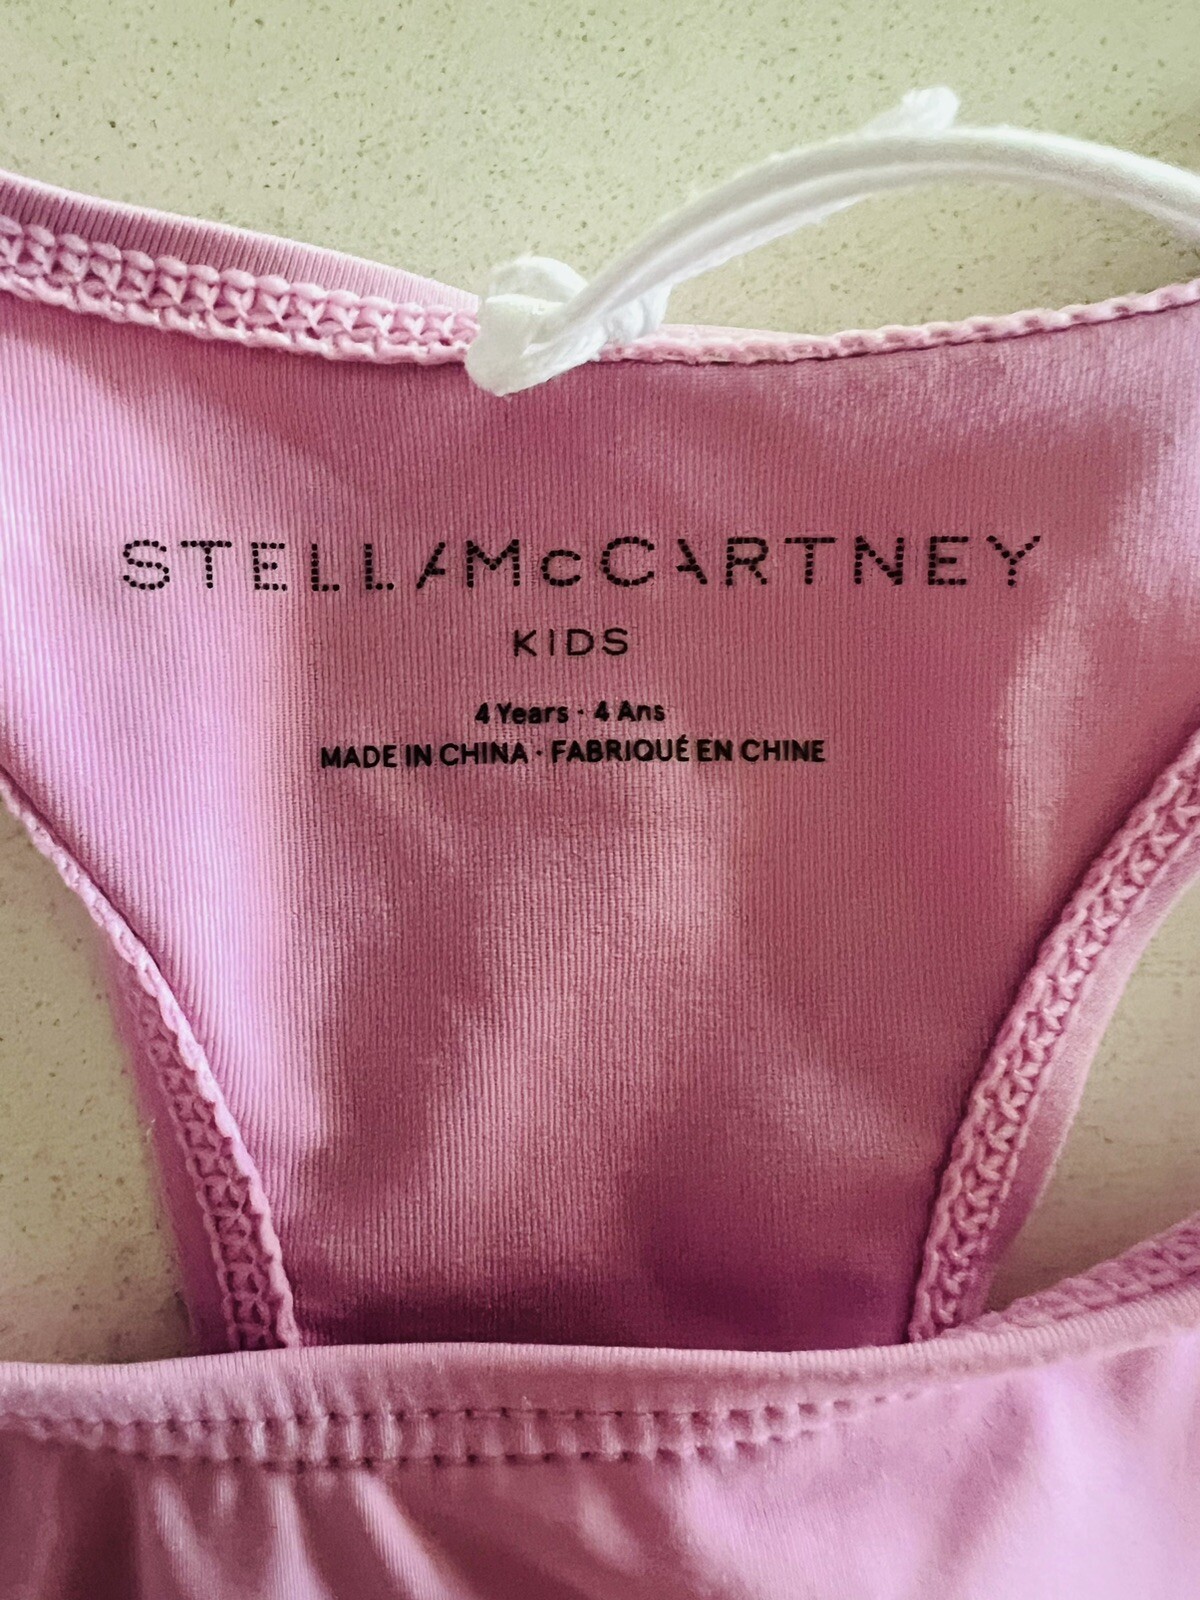 STELLAMcCARTNEY
KIDS
4 Years · 4 Ans
MADE IN CHINA · FABRIQUÉ EN CHINE